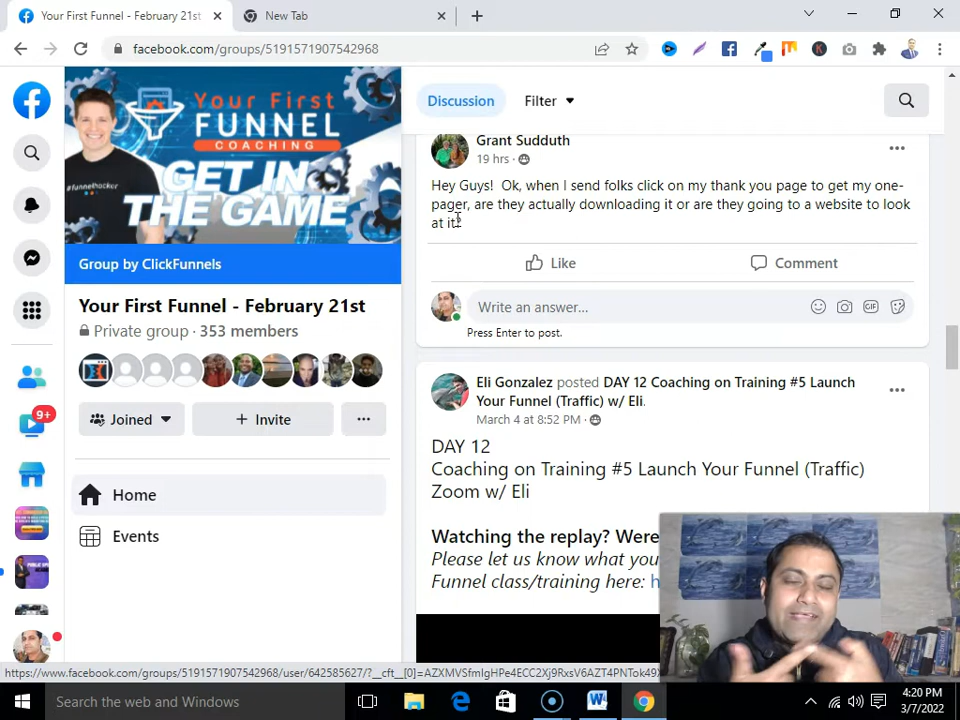 Your First Funnel - February 21st
New Tab
facebook.com/groups/5191571907542968
#funnelhacker
Your First
FUNNEL
COACHING
GET IN
THE GAME
Group by ClickFunnels
Your First Funnel - February 21st
Private group · 353 members
Joined
+ Invite
Home
Events
9+
Discussion
Filter
Grant Sudduth
19 hrs ·
Hey Guys! Ok, when I send folks click on my thank you page to get my one-
pager, are they actually downloading it or are they going to a website to look
at it?
Like
Comment
Write an answer...
GIF
Press Enter to post.
Eli Gonzalez posted DAY 12 Coaching on Training #5 Launch
Your Funnel (Traffic) w/ Eli.
March 4 at 8:52 PM ·
DAY 12
Coaching on Training #5 Launch Your Funnel (Traffic)
Zoom w/ Eli
Watching the replay? Were
Please let us know what you
Funnel class/training here: h
Search the web and Windows
4:20 PM
3/7/2022